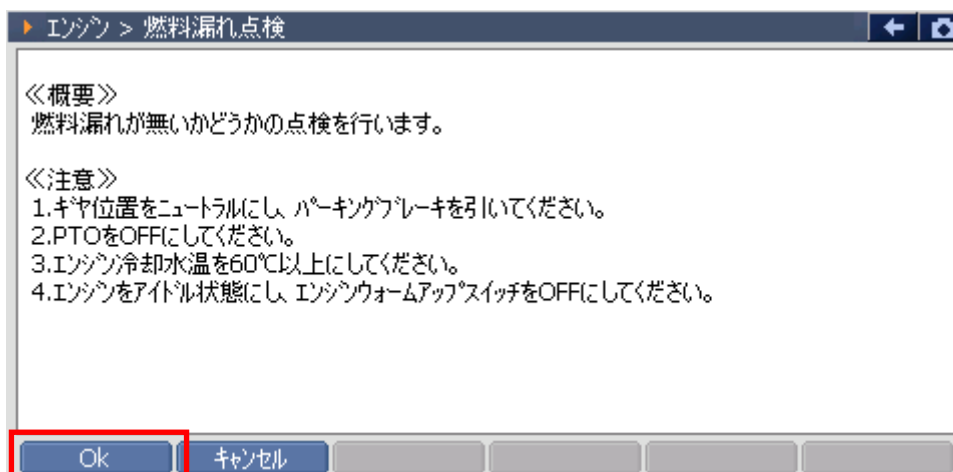 エンジン > 燃料漏れ点検
≪概要≫
燃料漏れが無いかどうかの点検を行います。
≪注意≫
1.ギヤ位置をニュートラルにし、パーキングブレーキを引いてください。
2.PTOをOFFにしてください。
3.エンジン冷却水温を60℃以上にしてください。
4.エンジンをアイドル状態にし、エンジンウォームアップスイッチをOFFにしてください。
Ok キャンセル